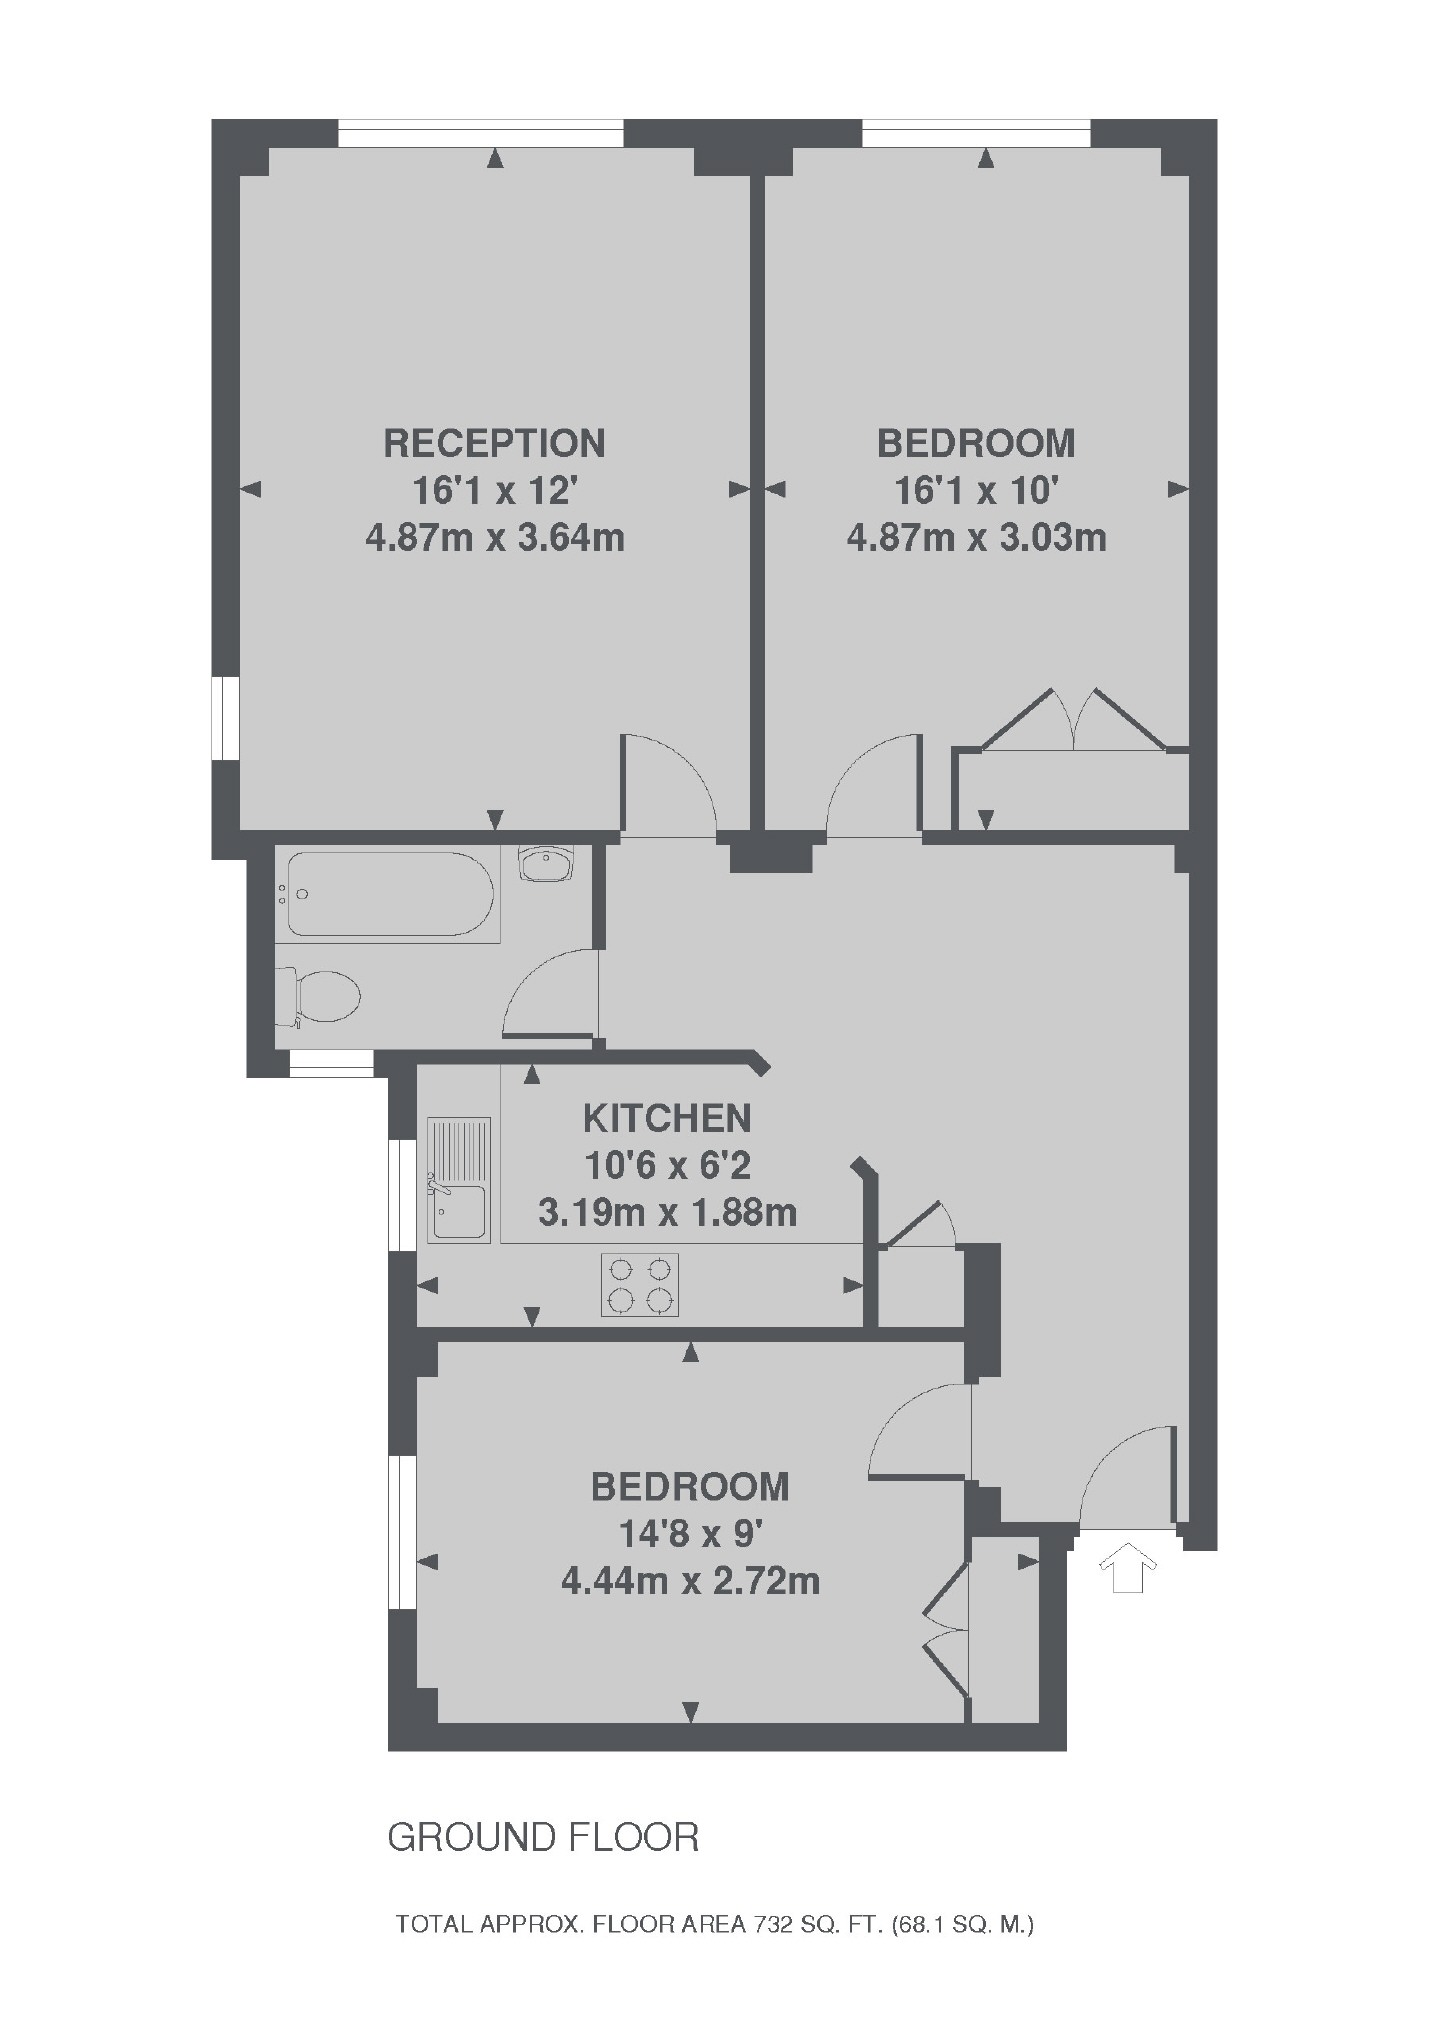 RECEPTION
16'1 x 12'
4.87m x 3.64m
BEDROOM
16'1 x 10'
4.87m x 3.03m
KITCHEN
10'6 x 6'2
3.19m x 1.88m
BEDROOM
14'8 x 9'
4.44m x 2.72m
GROUND FLOOR
TOTAL APPROX. FLOOR AREA 732 SQ. FT. (68.1 SQ. M.)